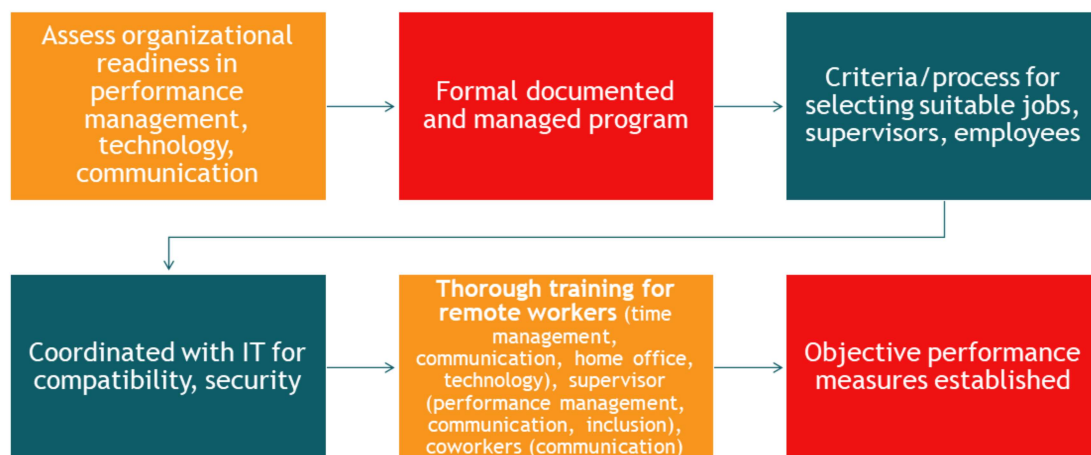 Assess organizational
readiness in
performance
management,
technology,
communication
Formal documented
and managed program
Criteria/process for
selecting suitable jobs,
supervisors, employees
Coordinated with IT for
compatibility, security
Thorough training for
remote workers (time
management,
communication, home office,
technology), supervisor
(performance management,
communication, inclusion),
coworkers (communication)
Objective performance
measures established